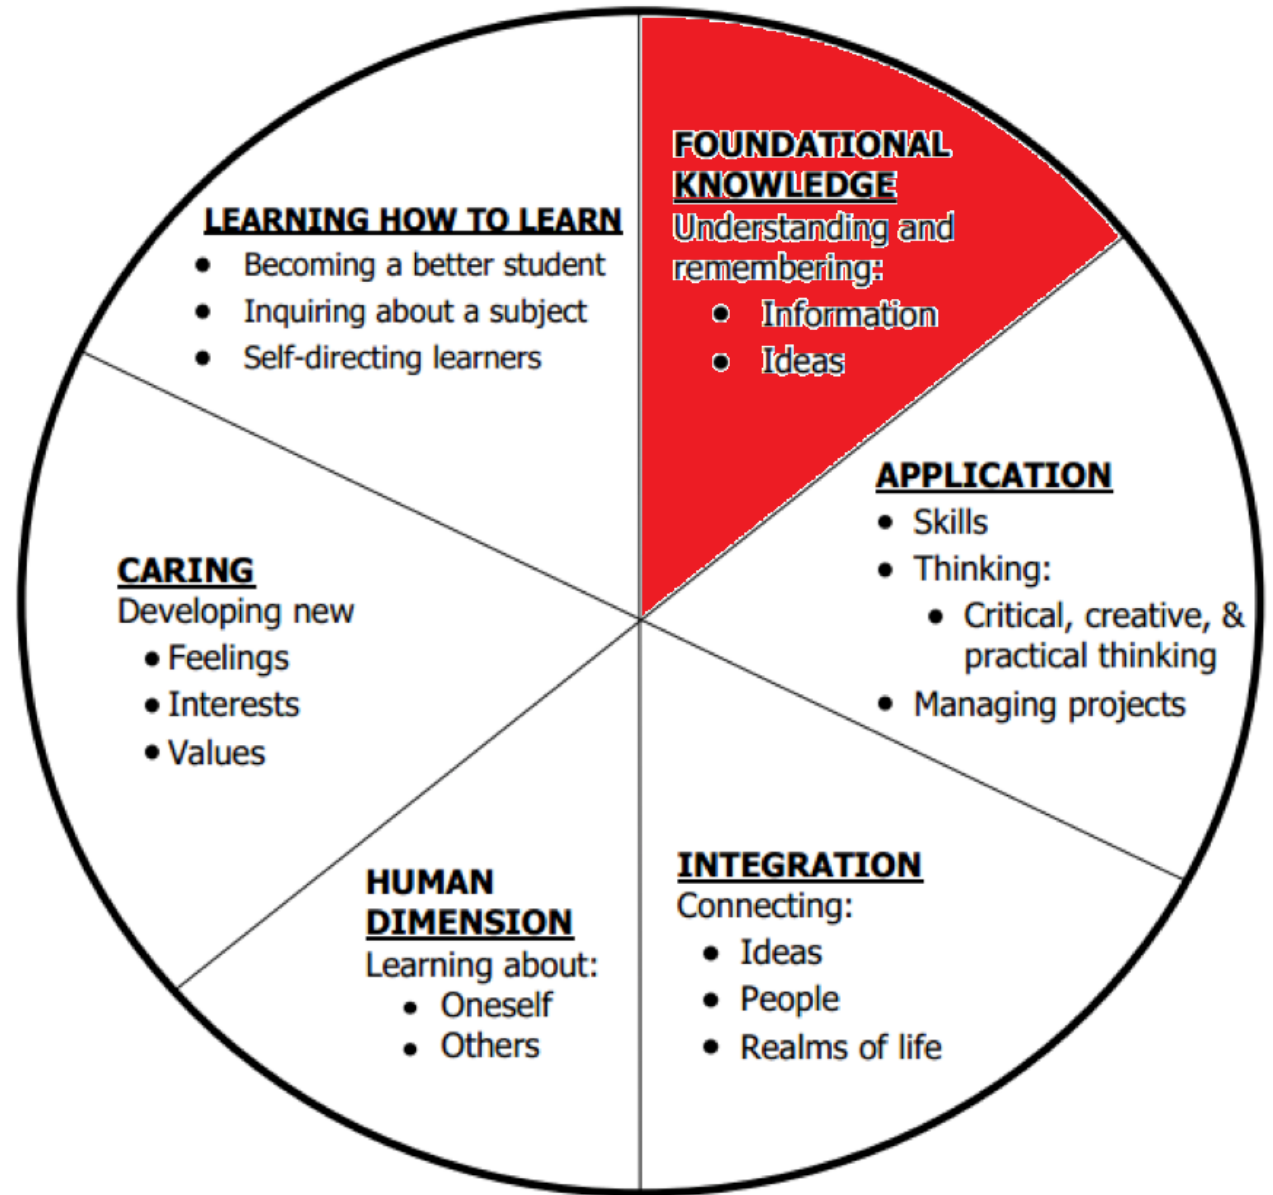 FOUNDATIONAL
KNOWLEDGE
Understanding and
remembering:
• Information
• Ideas
APPLICATION
• Skills
• Thinking:
• Critical, creative, &
practical thinking
• Managing projects
INTEGRATION
Connecting:
• Ideas
• People
• Realms of life
HUMAN
DIMENSION
Learning about:
• Oneself
• Others
CARING
Developing new
• Feelings
• Interests
• Values
LEARNING HOW TO LEARN
• Becoming a better student
• Inquiring about a subject
• Self-directing learners